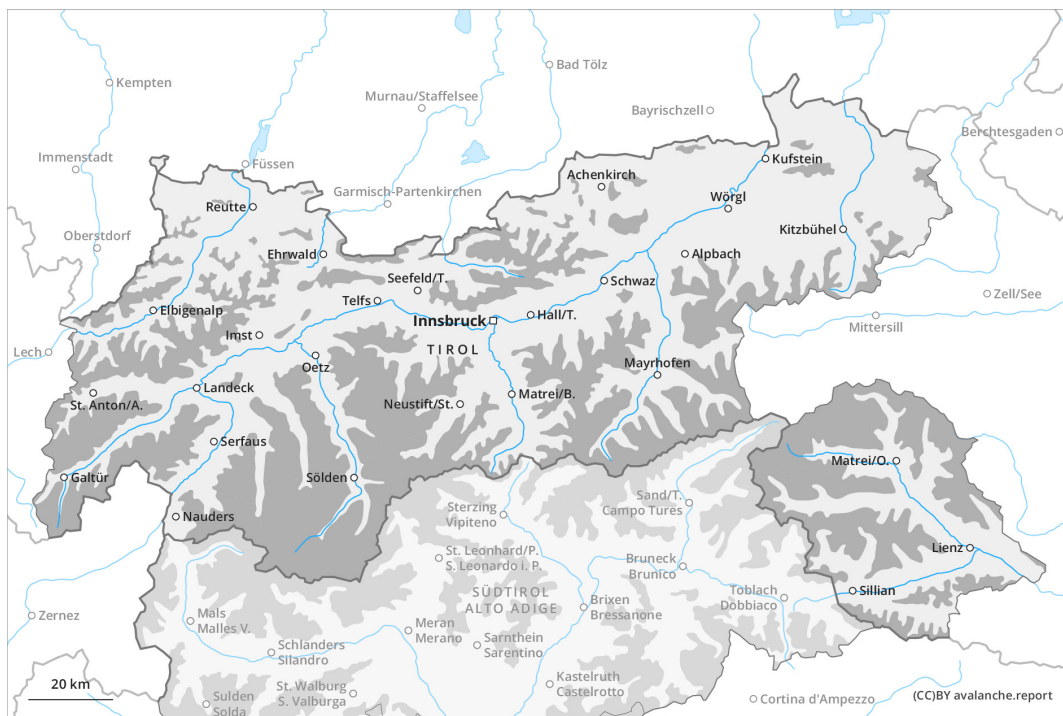 Bad Tölz
Kempten
Murnau/Staffelsee
Bayrischzell
Berchtesgaden
Immenstadt
Füssen
Kufstein
Achenkirch
Garmisch-Partenkirchen
Wörgl
Reutte
Kitzbühel
Oberstdorf
Ehrwald
Alpbach
Seefeld/T.
Schwaz
Zell/See
Telfs
Elbigenalp
Hall/T.
Innsbruck
Mittersill
Imst
TIROL
Lech
Oetz
Mayrhofen
Landeck
St. Anton/A.
Neustift/St.
Matrei/B.
Serfaus
Matrei/O.
Galtür
Sölden
Sand/T.
Campo Tures
Sterzing
Vipiteno
Nauders
Lienz
St. Leonhard/P.
S. Leonardo i. P.
Bruneck
Brunico
SÜDTIROL
ALTO ADIGE
Sillian
Toblach
Dobbiaco
Brixen
Bressanone
Zernez
Mals
Malles V.
Meran
Merano
Sarnthein
Sarentino
Schlanders
Silandro
Kastelruth
Castelrotto
20 km
St. Walburg
S. Valburga
Sulden
Solda
Cortina d'Ampezzo
(CC)BY avalanche.report